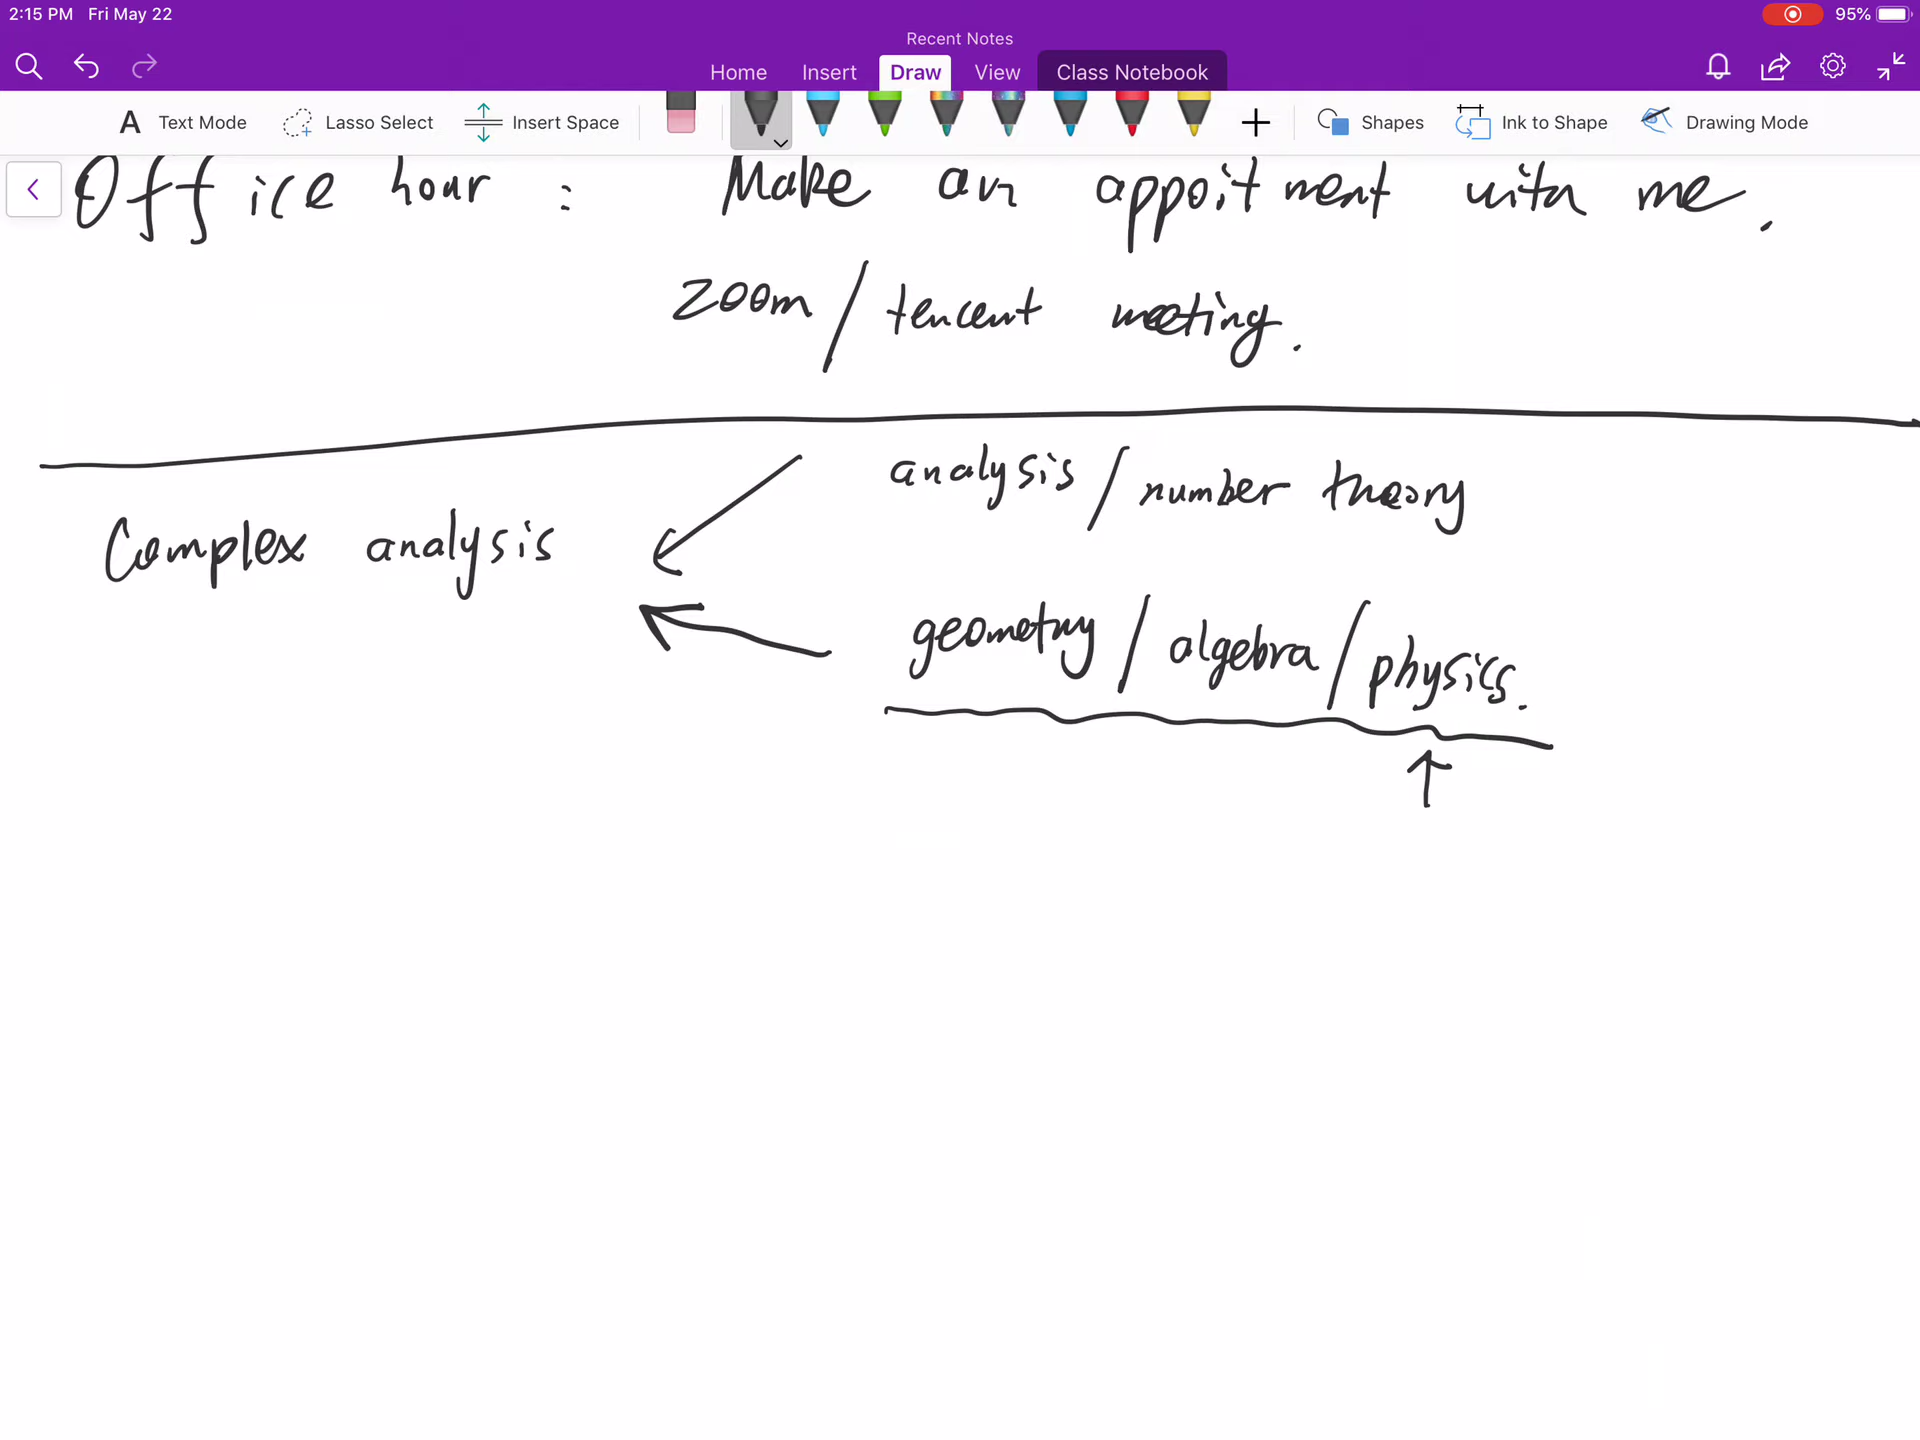 2:15 PM Fri May 22
95%
Recent Notes
Home Insert Draw View Class Notebook
A Text Mode Lasso Select Insert Space Shapes Ink to Shape Drawing Mode
Office hour : Make an appoitment with me.
zoom / tencent meeting.
analysis / number theory
Complex analysis
geometry / algebra / physics.